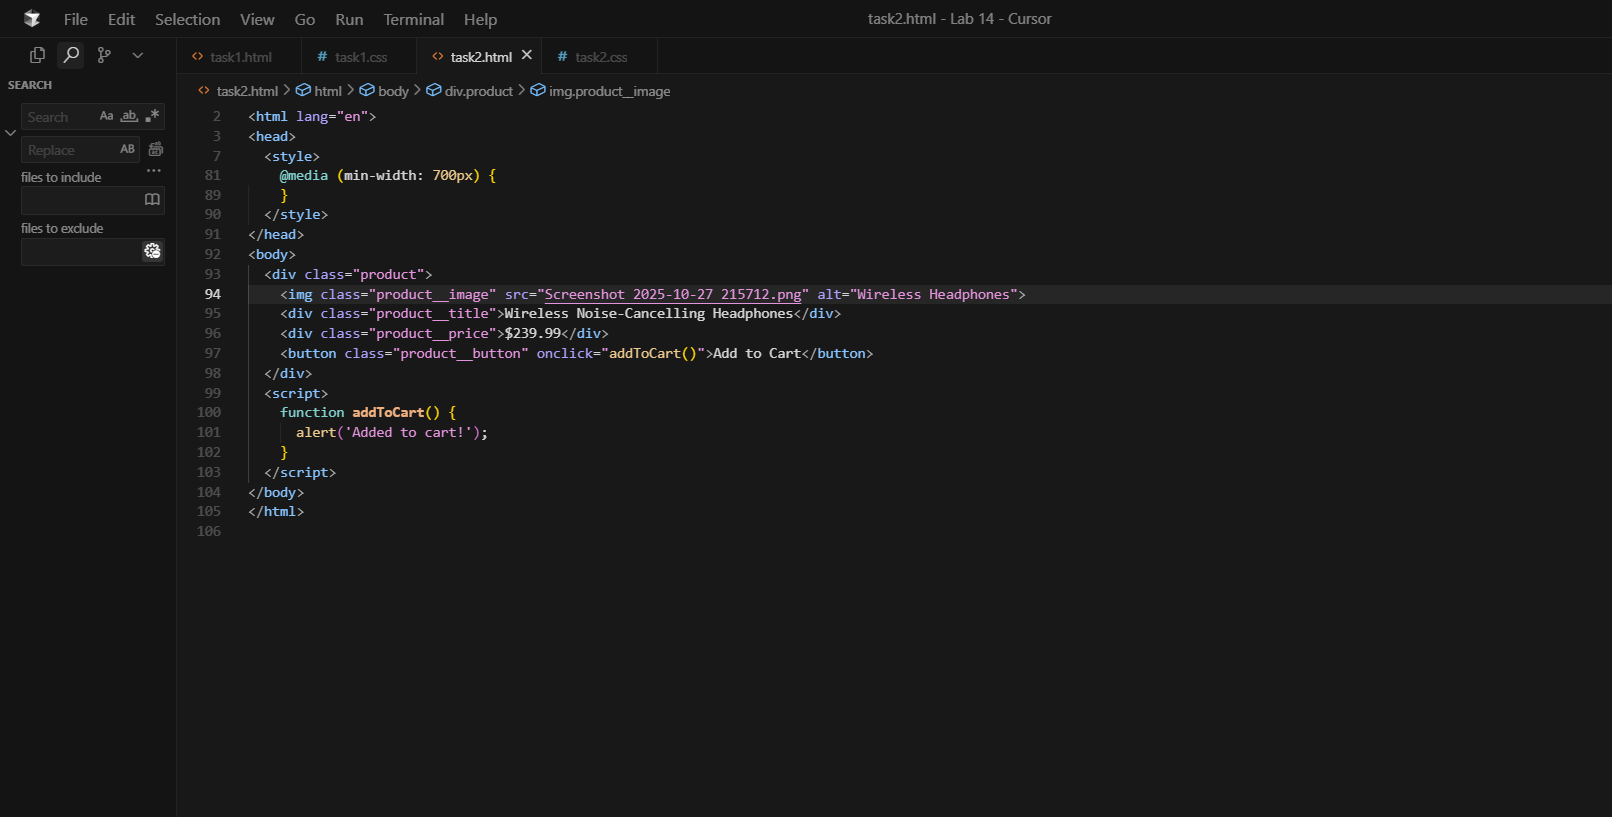 File Edit Selection View Go Run Terminal Help
task2.html - Lab 14 - Cursor
SEARCH
Search Aa ab .*
Replace AB
files to include
files to exclude
<> task1.html # task1.css <> task2.html × # task2.css
<> task2.html > html > body > div.product > img.product__image
2 <html lang="en">
3 <head>
7 <style>
81 @media (min-width: 700px) {
89 }
90 </style>
91 </head>
92 <body>
93 <div class="product">
94 <img class="product__image" src="Screenshot 2025-10-27 215712.png" alt="Wireless Headphones">
95 <div class="product__title">Wireless Noise-Cancelling Headphones</div>
96 <div class="product__price">$239.99</div>
97 <button class="product__button" onclick="addToCart()">Add to Cart</button>
98 </div>
99 <script>
100 function addToCart() {
101 alert('Added to cart!');
102 }
103 </script>
104 </body>
105 </html>
106